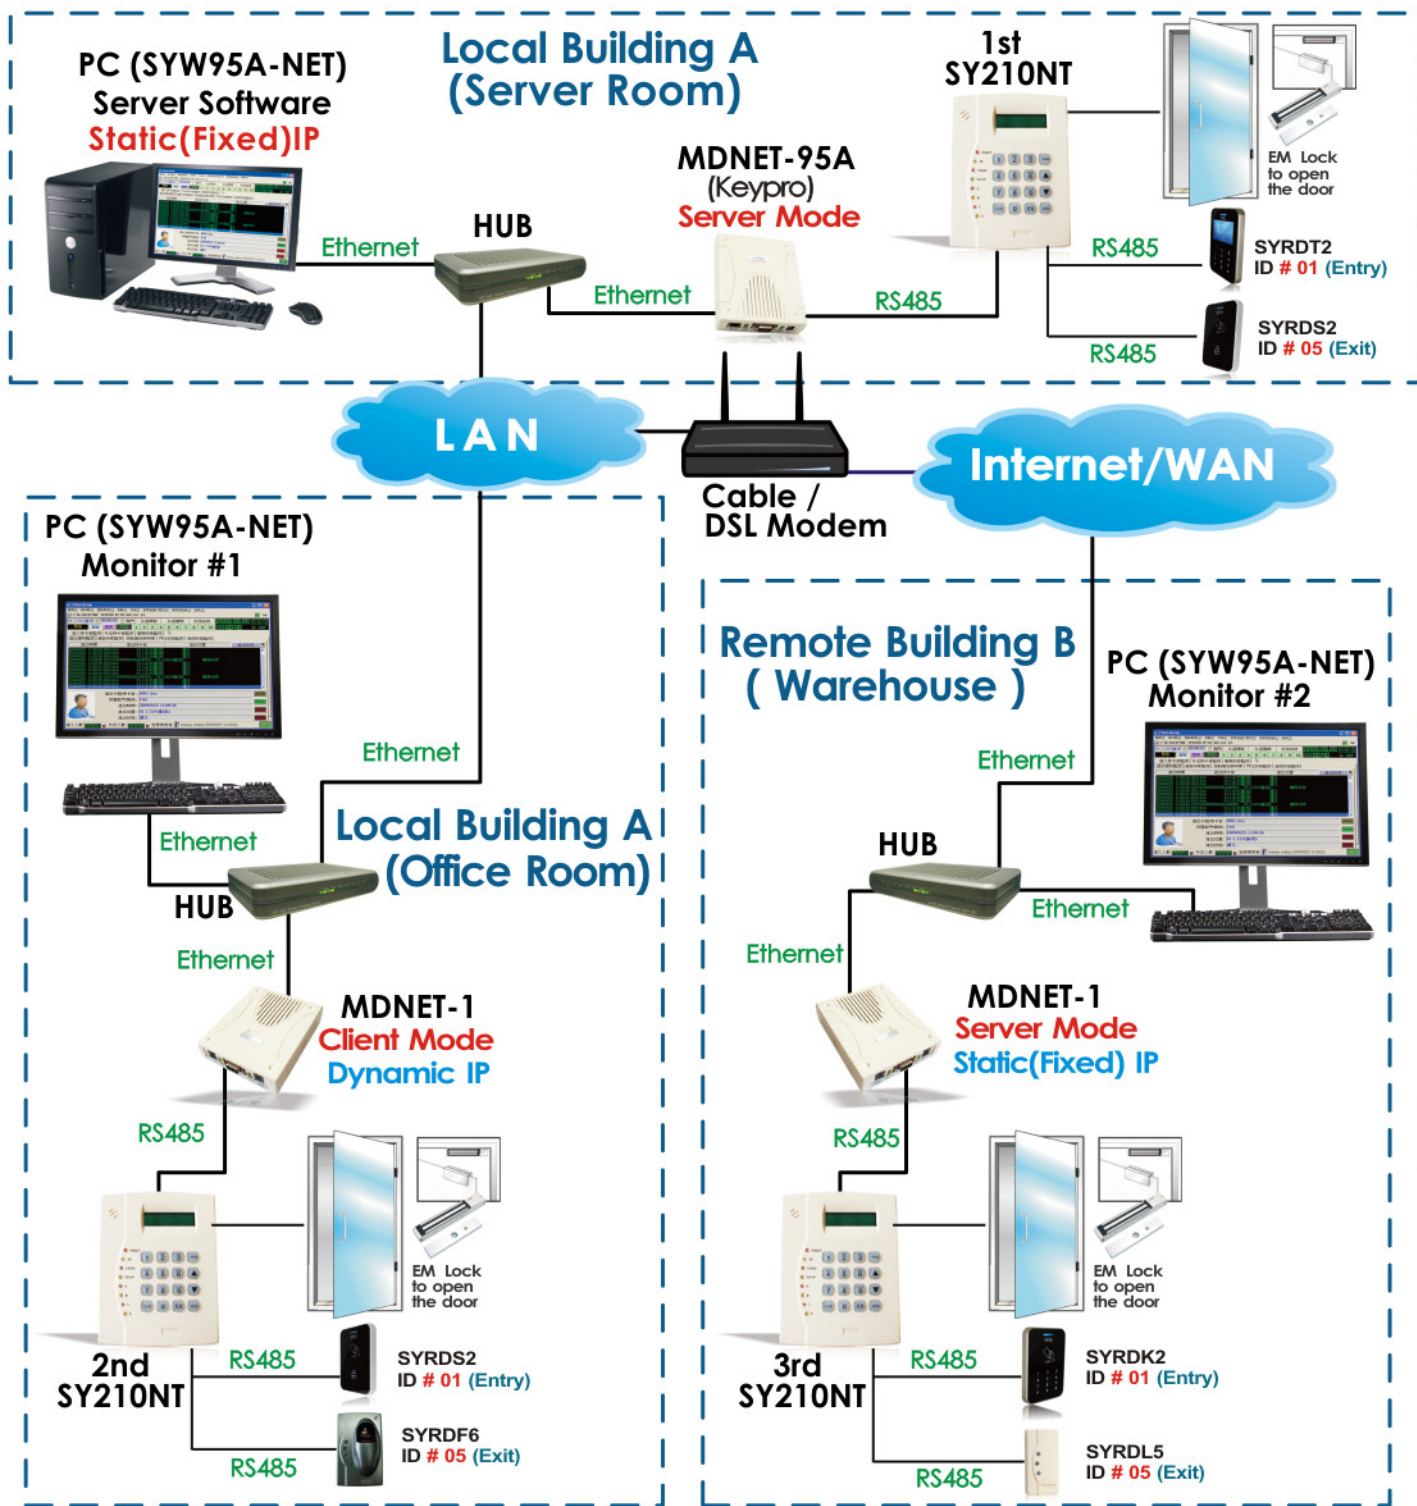 PC (SYW95A-NET)
Server Software
Static(Fixed)IP
Local Building A
(Server Room)
1st
SY210NT
EM Lock
to open
the door
MDNET-95A
(Keypro)
Server Mode
HUB
Ethernet
Ethernet
RS485
RS485
SYRDT2
ID # 01 (Entry)
RS485
SYRDS2
ID # 05 (Exit)
LAN
Internet/WAN
Cable /
DSL Modem
PC (SYW95A-NET)
Monitor #1
Ethernet
Ethernet
Local Building A
(Office Room)
HUB
Ethernet
MDNET-1
Client Mode
Dynamic IP
RS485
EM Lock
to open
the door
2nd
SY210NT
RS485
SYRDS2
ID # 01 (Entry)
RS485
SYRDF6
ID # 05 (Exit)
Remote Building B
( Warehouse )
PC (SYW95A-NET)
Monitor #2
Ethernet
HUB
Ethernet
Ethernet
MDNET-1
Server Mode
Static(Fixed) IP
RS485
EM Lock
to open
the door
3rd
SY210NT
RS485
SYRDK2
ID # 01 (Entry)
RS485
SYRDL5
ID # 05 (Exit)